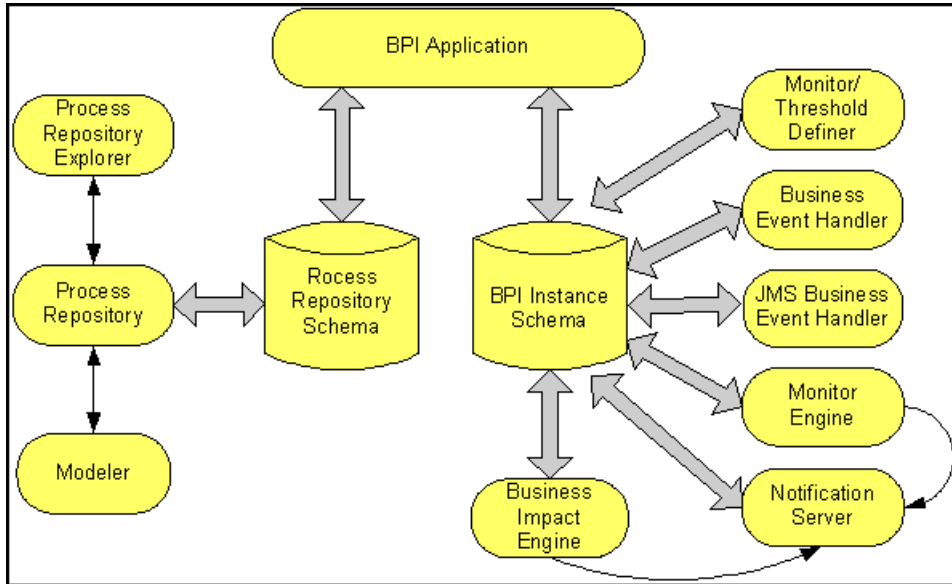 BPI Application
Process
Repository
Explorer
Monitor/
Threshold
Definer
Business
Event Handler
Process
Repository
Rocess
Repository
Schema
BPI Instance
Schema
JMS Business
Event Handler
Monitor
Engine
Modeler
Business
Impact
Engine
Notification
Server